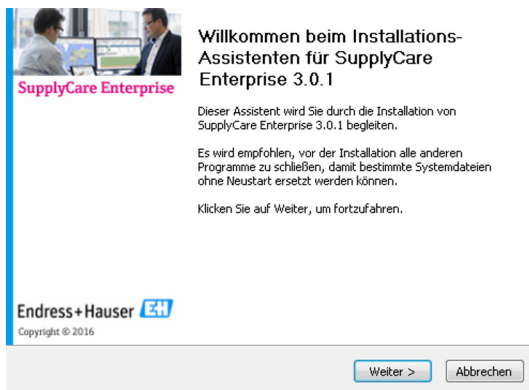 SupplyCare Enterprise
Willkommen beim Installations-
Assistenten für SupplyCare
Enterprise 3.0.1
Dieser Assistent wird Sie durch die Installation von
SupplyCare Enterprise 3.0.1 begleiten.
Es wird empfohlen, vor der Installation alle anderen
Programme zu schließen, damit bestimmte Systemdateien
ohne Neustart ersetzt werden können.
Klicken Sie auf Weiter, um fortzufahren.
Endress+Hauser EH
Copyright © 2016
Weiter >
Abbrechen